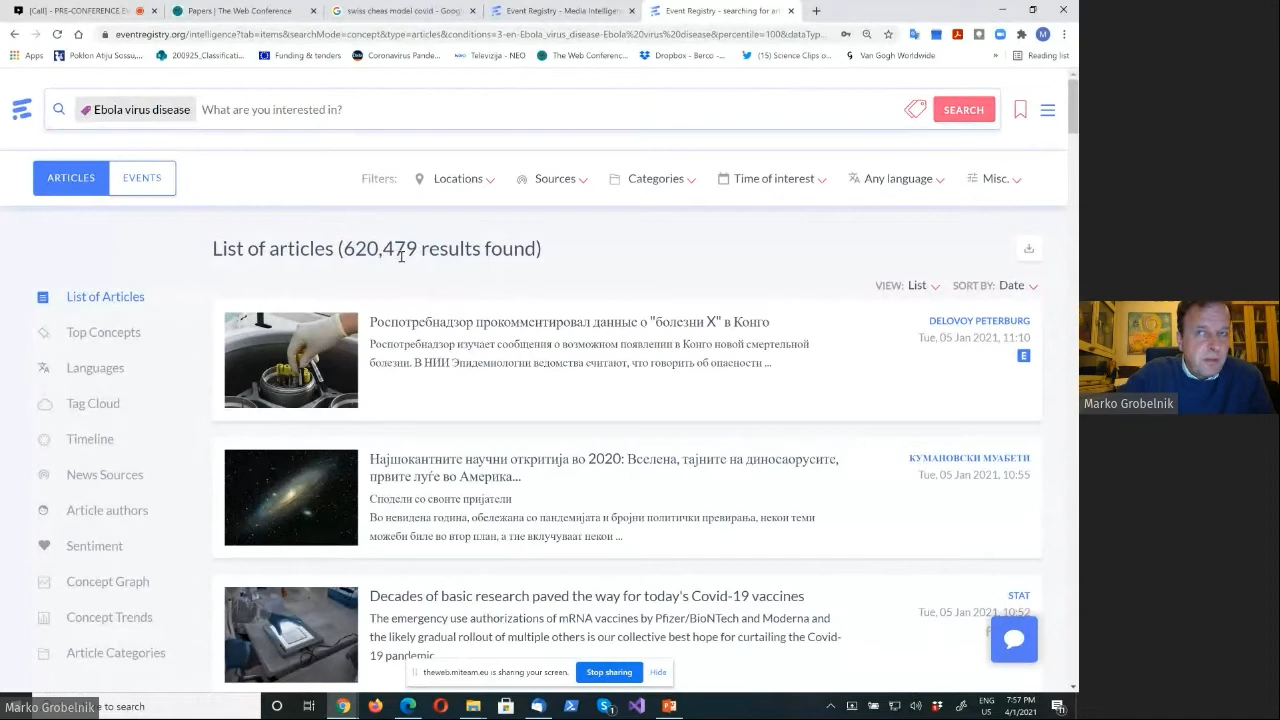 [Call] - PRE-CONFERENCE.E
Papers | The Web Conference
swiss cheas model covid - Googl
Event Registry - Media Intelligen
Event Registry - searching for ar
eventregistry.org/intelligence?tab=items&searchMode=concept&type=articles&conditions=3-en-Ebola_virus_disease-Ebola%20virus%20disease&percentile=100&dataTyp...
Apps
Poklon Atiju Sossu,...
200925_Classificati...
Funding & tenders
Coronavirus Pande...
Televizija - NEO
The Web Conferenc...
Dropbox - Berco -...
(15) Science Clips o...
Van Gogh Worldwide
»
Reading list
Ebola virus disease
What are you interested in?
SEARCH
ARTICLES
EVENTS
Filters:
Locations
Sources
Categories
Time of interest
Any language
Misc.
List of articles (620,479 results found)
VIEW: List
SORT BY: Date
List of Articles
Top Concepts
Languages
Tag Cloud
Timeline
News Sources
Article authors
Sentiment
Concept Graph
Concept Trends
Article Categories
Роспотребнадзор прокомментировал данные о "болезни X" в Конго
Роспотребнадзор изучает сообщения о возможном появлении в Конго новой смертельной
болезни. В НИИ Эпидемиологии ведомства считают, что говорить об опасности ...
DELOVOY PETERBURG
Tue, 05 Jan 2021, 11:10
E
Најшокантните научни откритија во 2020: Вселена, тајните на диносаорусите,
првите луѓе во Америка...
Сподели со своите пријатели
Во невидена година, обележана со пандемијата и бројни политички превирања, некои теми
можеби биле во втор план, а тие вклучуваат некои ...
КУМАНОВСКИ МУАБЕТИ
Tue, 05 Jan 2021, 10:55
Decades of basic research paved the way for today's Covid-19 vaccines
The emergency use authorizations of mRNA vaccines by Pfizer/BioNTech and Moderna and
the likely gradual rollout of multiple others is our collective best hope for curtailing the Covid-
19 pandemic
STAT
Tue, 05 Jan 2021, 10:52
theweb.miteam.eu is sharing your screen.
Stop sharing
Hide
Marko Grobelnik
Marko Grobelnik
e to search
ENG
US
7:57 PM
4/1/2021